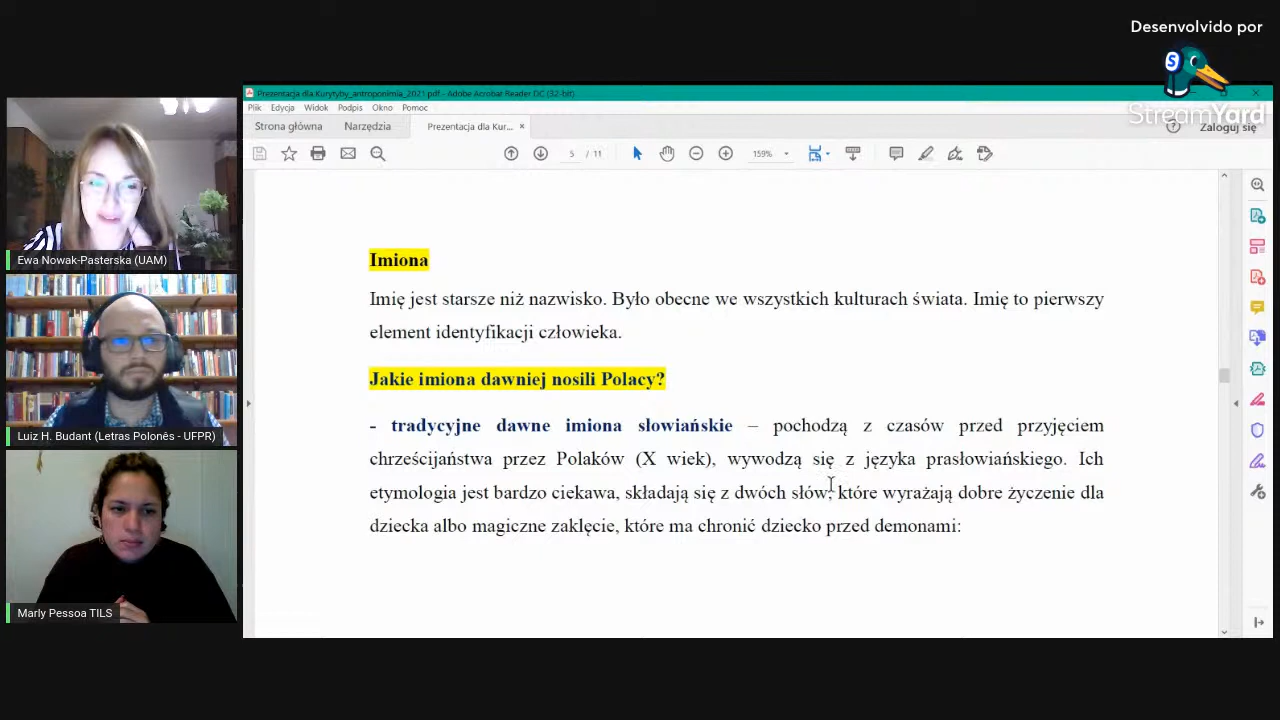 Desenvolvido por
StreamYard
Prezentacja dla Kurytyby_antroponimia_2021.pdf - Adobe Acrobat Reader DC (32-bit)
Plik Edycja Widok Podpis Okno Pomoc
Strona główna Narzędzia Prezentacja dla Kur... × Zaloguj się
5 / 11 159%
Imiona
Imię jest starsze niż nazwisko. Było obecne we wszystkich kulturach świata. Imię to pierwszy
element identyfikacji człowieka.
Jakie imiona dawniej nosili Polacy?
- tradycyjne dawne imiona słowiańskie – pochodzą z czasów przed przyjęciem
chrześcijaństwa przez Polaków (X wiek), wywodzą się z języka prasłowiańskiego. Ich
etymologia jest bardzo ciekawa, składają się z dwóch słów, które wyrażają dobre życzenie dla
dziecka albo magiczne zaklęcie, które ma chronić dziecko przed demonami:
Ewa Nowak-Pasterska (UAM)
Luiz H. Budant (Letras Polonês - UFPR)
Marly Pessoa TILS